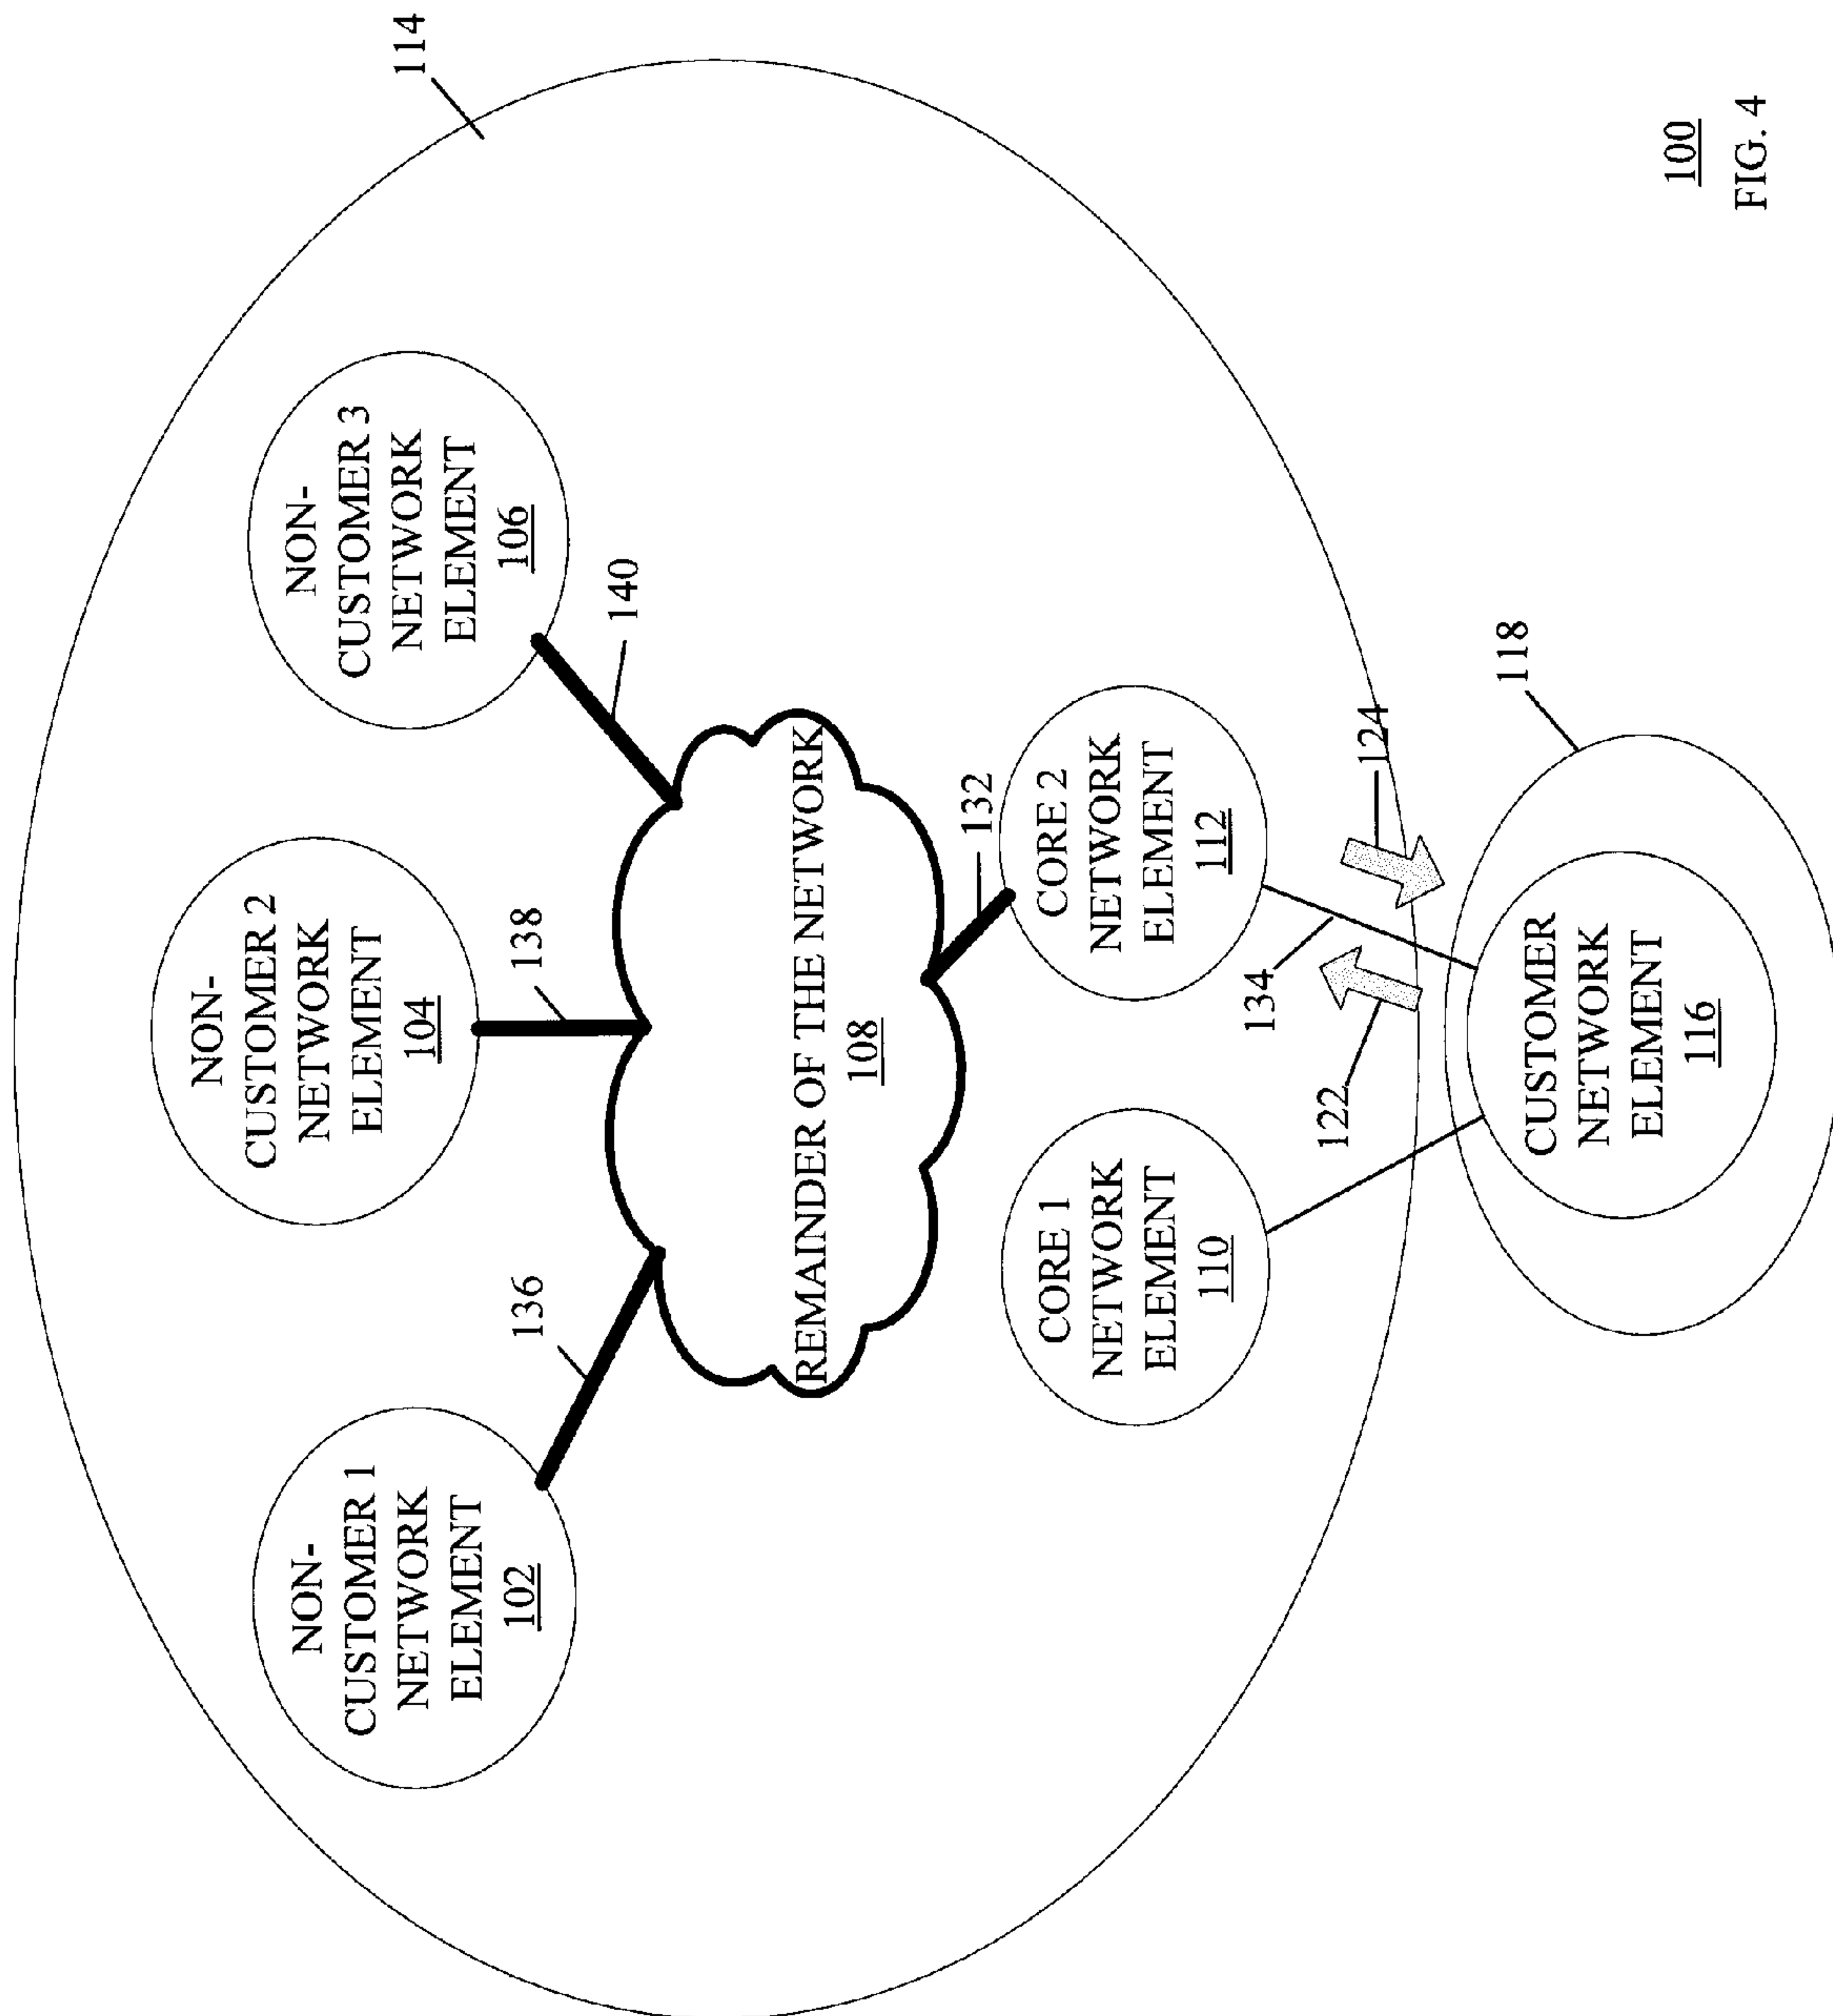 114
NON-
CUSTOMER 1
NETWORK
ELEMENT
102
NON-
CUSTOMER 2
NETWORK
ELEMENT
104
NON-
CUSTOMER 3
NETWORK
ELEMENT
106
136
138
140
REMAINDER OF THE NETWORK
108
132
CORE 1
NETWORK
ELEMENT
110
CORE 2
NETWORK
ELEMENT
112
134
122
124
118
CUSTOMER
NETWORK
ELEMENT
116
100
FIG. 4